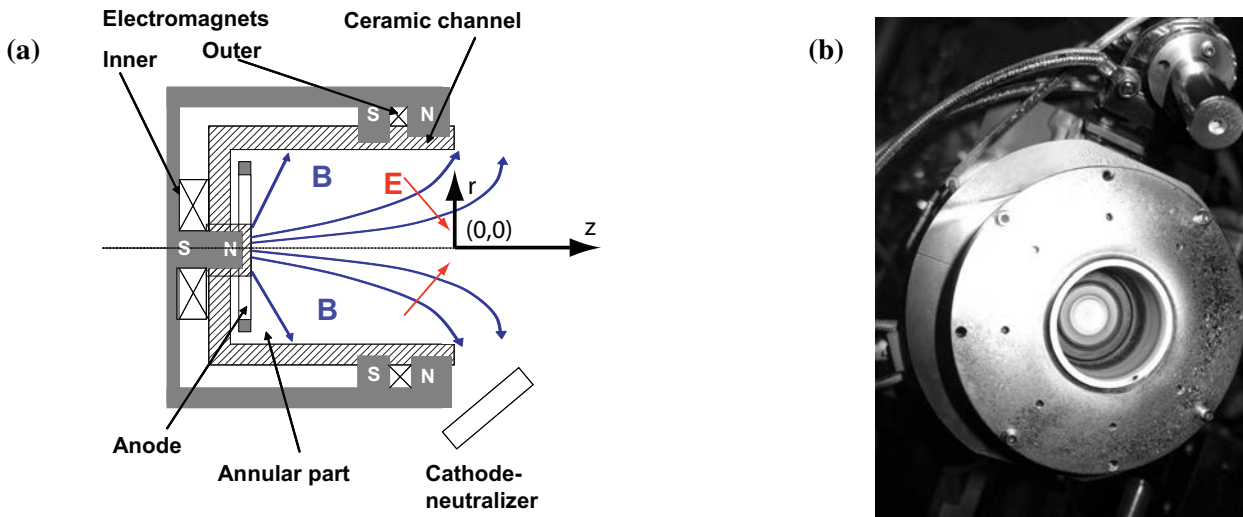 (a)
Electromagnets
Inner
Outer
Ceramic channel
S
N
B
E
r
(0,0)
z
S
N
B
S
N
Anode
Annular part
Cathode-
neutralizer
(b)